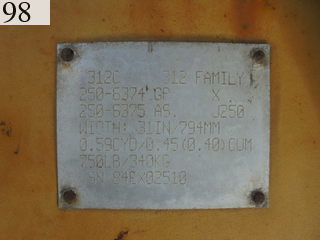 98
312C 312 FAMILY
250-6374 GP X
250-6375 AS. J250
WIDTH: 31IN/794MM
0.59CYD/0.45(0.40)CUM
750LB/340KG
SN 84EX02510